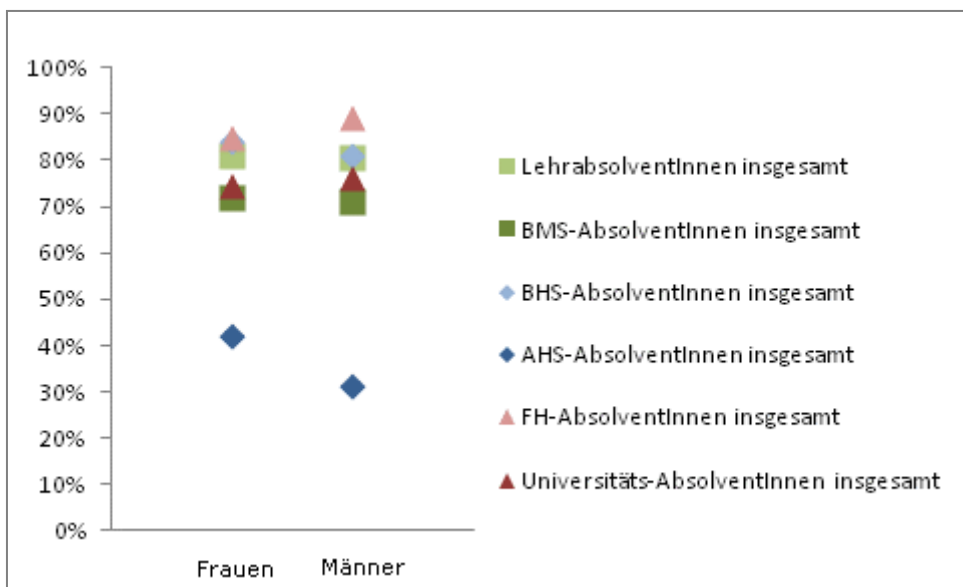 100%
90%
80%
70%
60%
50%
40%
30%
20%
10%
0%
Frauen
Männer
LehrabsolventInnen insgesamt
BMS-AbsolventInnen insgesamt
BHS-AbsolventInnen insgesamt
AHS-AbsolventInnen insgesamt
FH-AbsolventInnen insgesamt
Universitäts-AbsolventInnen insgesamt